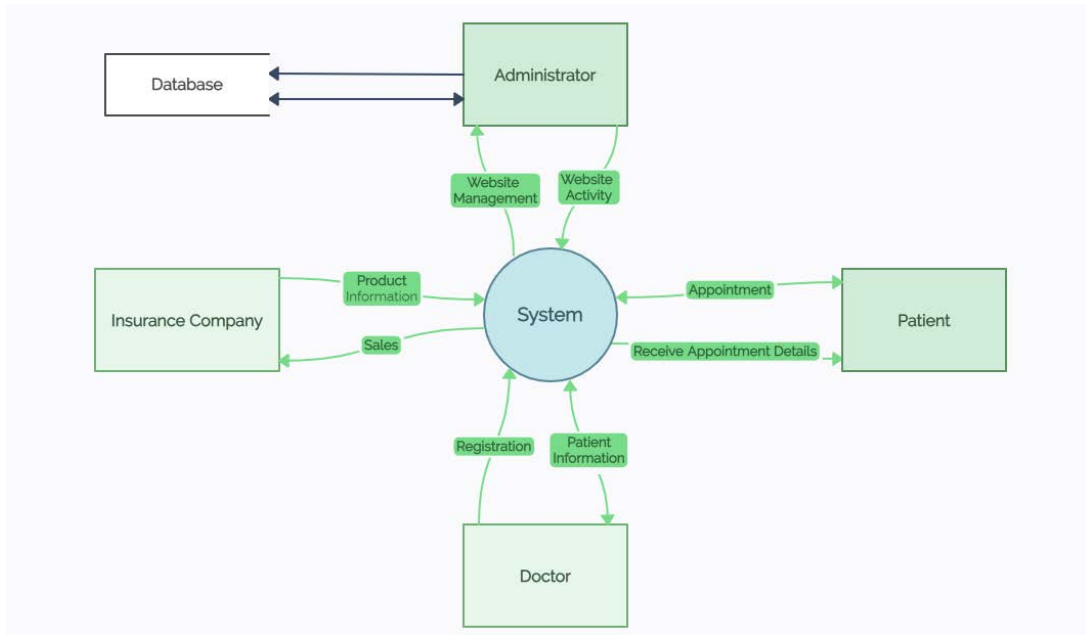 Database
Administrator
Website
Management
Website
Activity
Insurance Company
Product
Information
Sales
System
Appointment
Receive Appointment Details
Patient
Registration
Patient
Information
Doctor